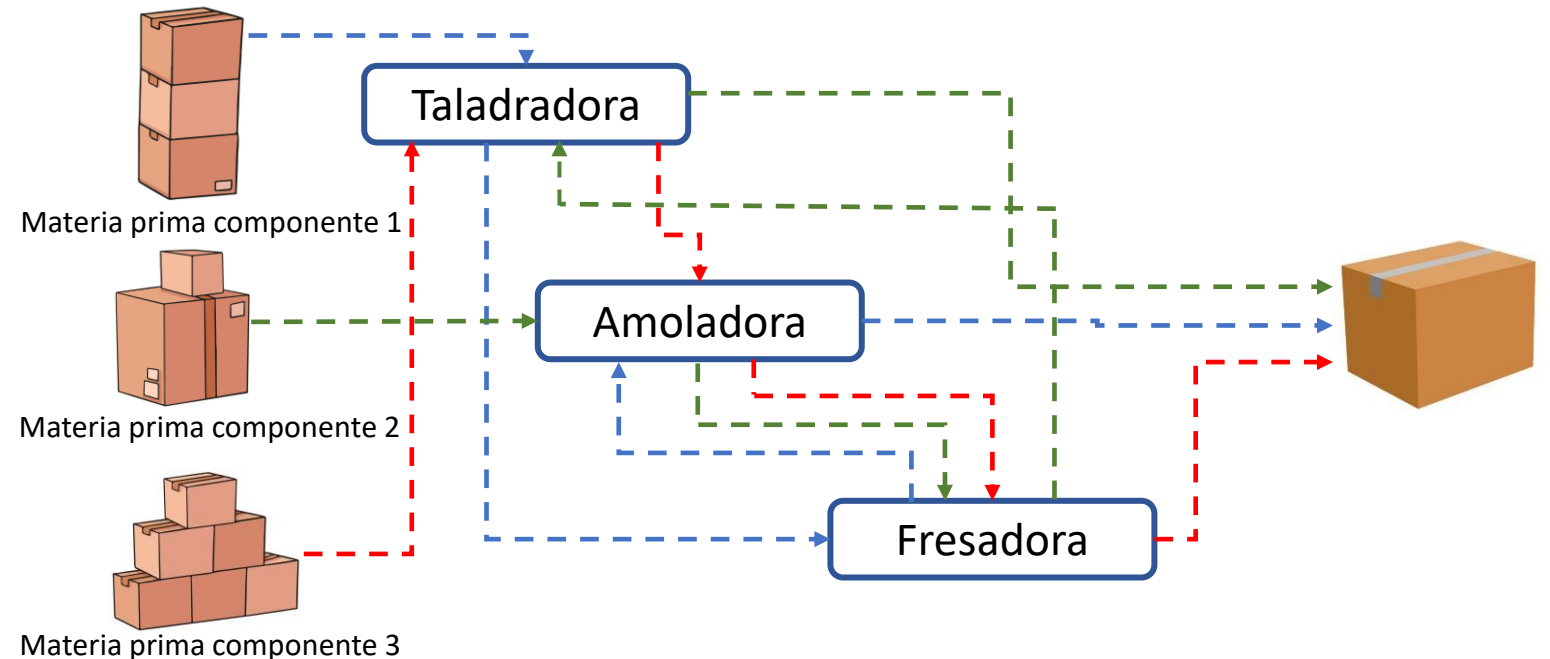 Taladradora
Materia prima componente 1
Amoladora
Materia prima componente 2
Fresadora
Materia prima componente 3